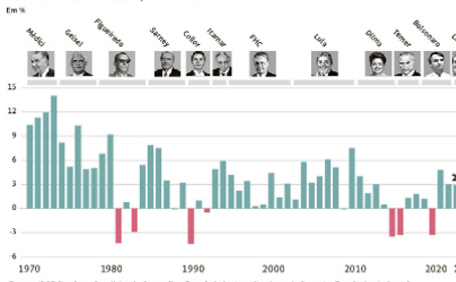 Em %
Médici Geisel Figueiredo Sarney Collor Itamar FHC Lula Dilma Temer Bolsonaro
15
12
9
6
3
0
-3
-6
1970 1980 1990 2000 2010 2020